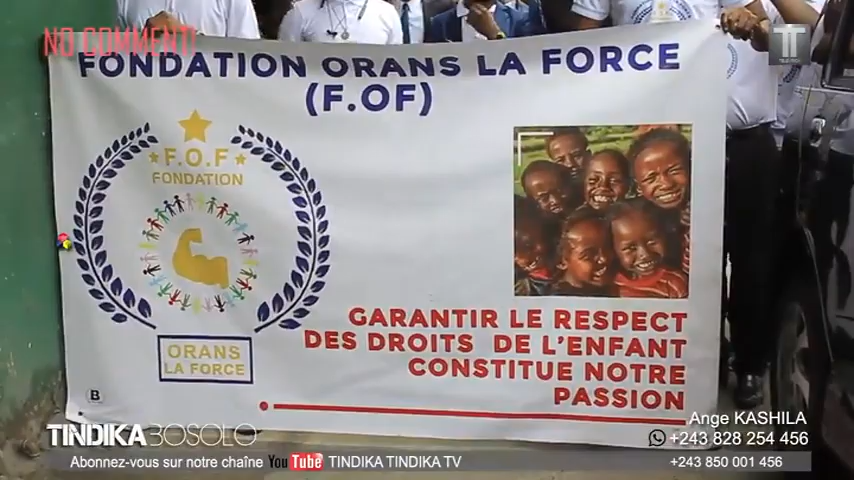 NO COMMENT!
FONDATION ORANS LA FORCE
(F.OF)
F.O.F
FONDATION
ORANS
LA FORCE
GARANTIR LE RESPECT
DES DROITS DE L'ENFANT
CONSTITUE NOTRE
PASSION
B
TINDIKA BOSOLO
Ange KASHILA
+243 828 254 456
Abonnez-vous sur notre chaîne YouTube TINDIKA TINDIKA TV
+243 850 001 456